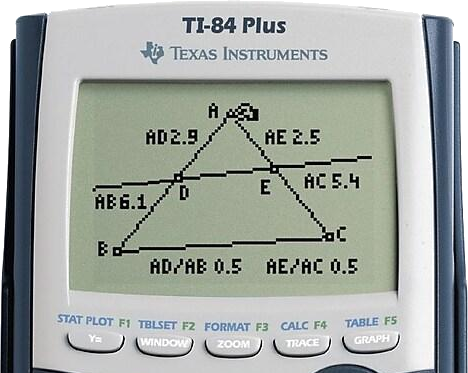 TI-84 Plus
TEXAS INSTRUMENTS
A
AD 2.9 AE 2.5
AB 6.1 D E AC 5.4
B C
AD/AB 0.5 AE/AC 0.5
STAT PLOT F1 TBLSET F2 FORMAT F3 CALC F4 TABLE F5
Y= WINDOW ZOOM TRACE GRAPH